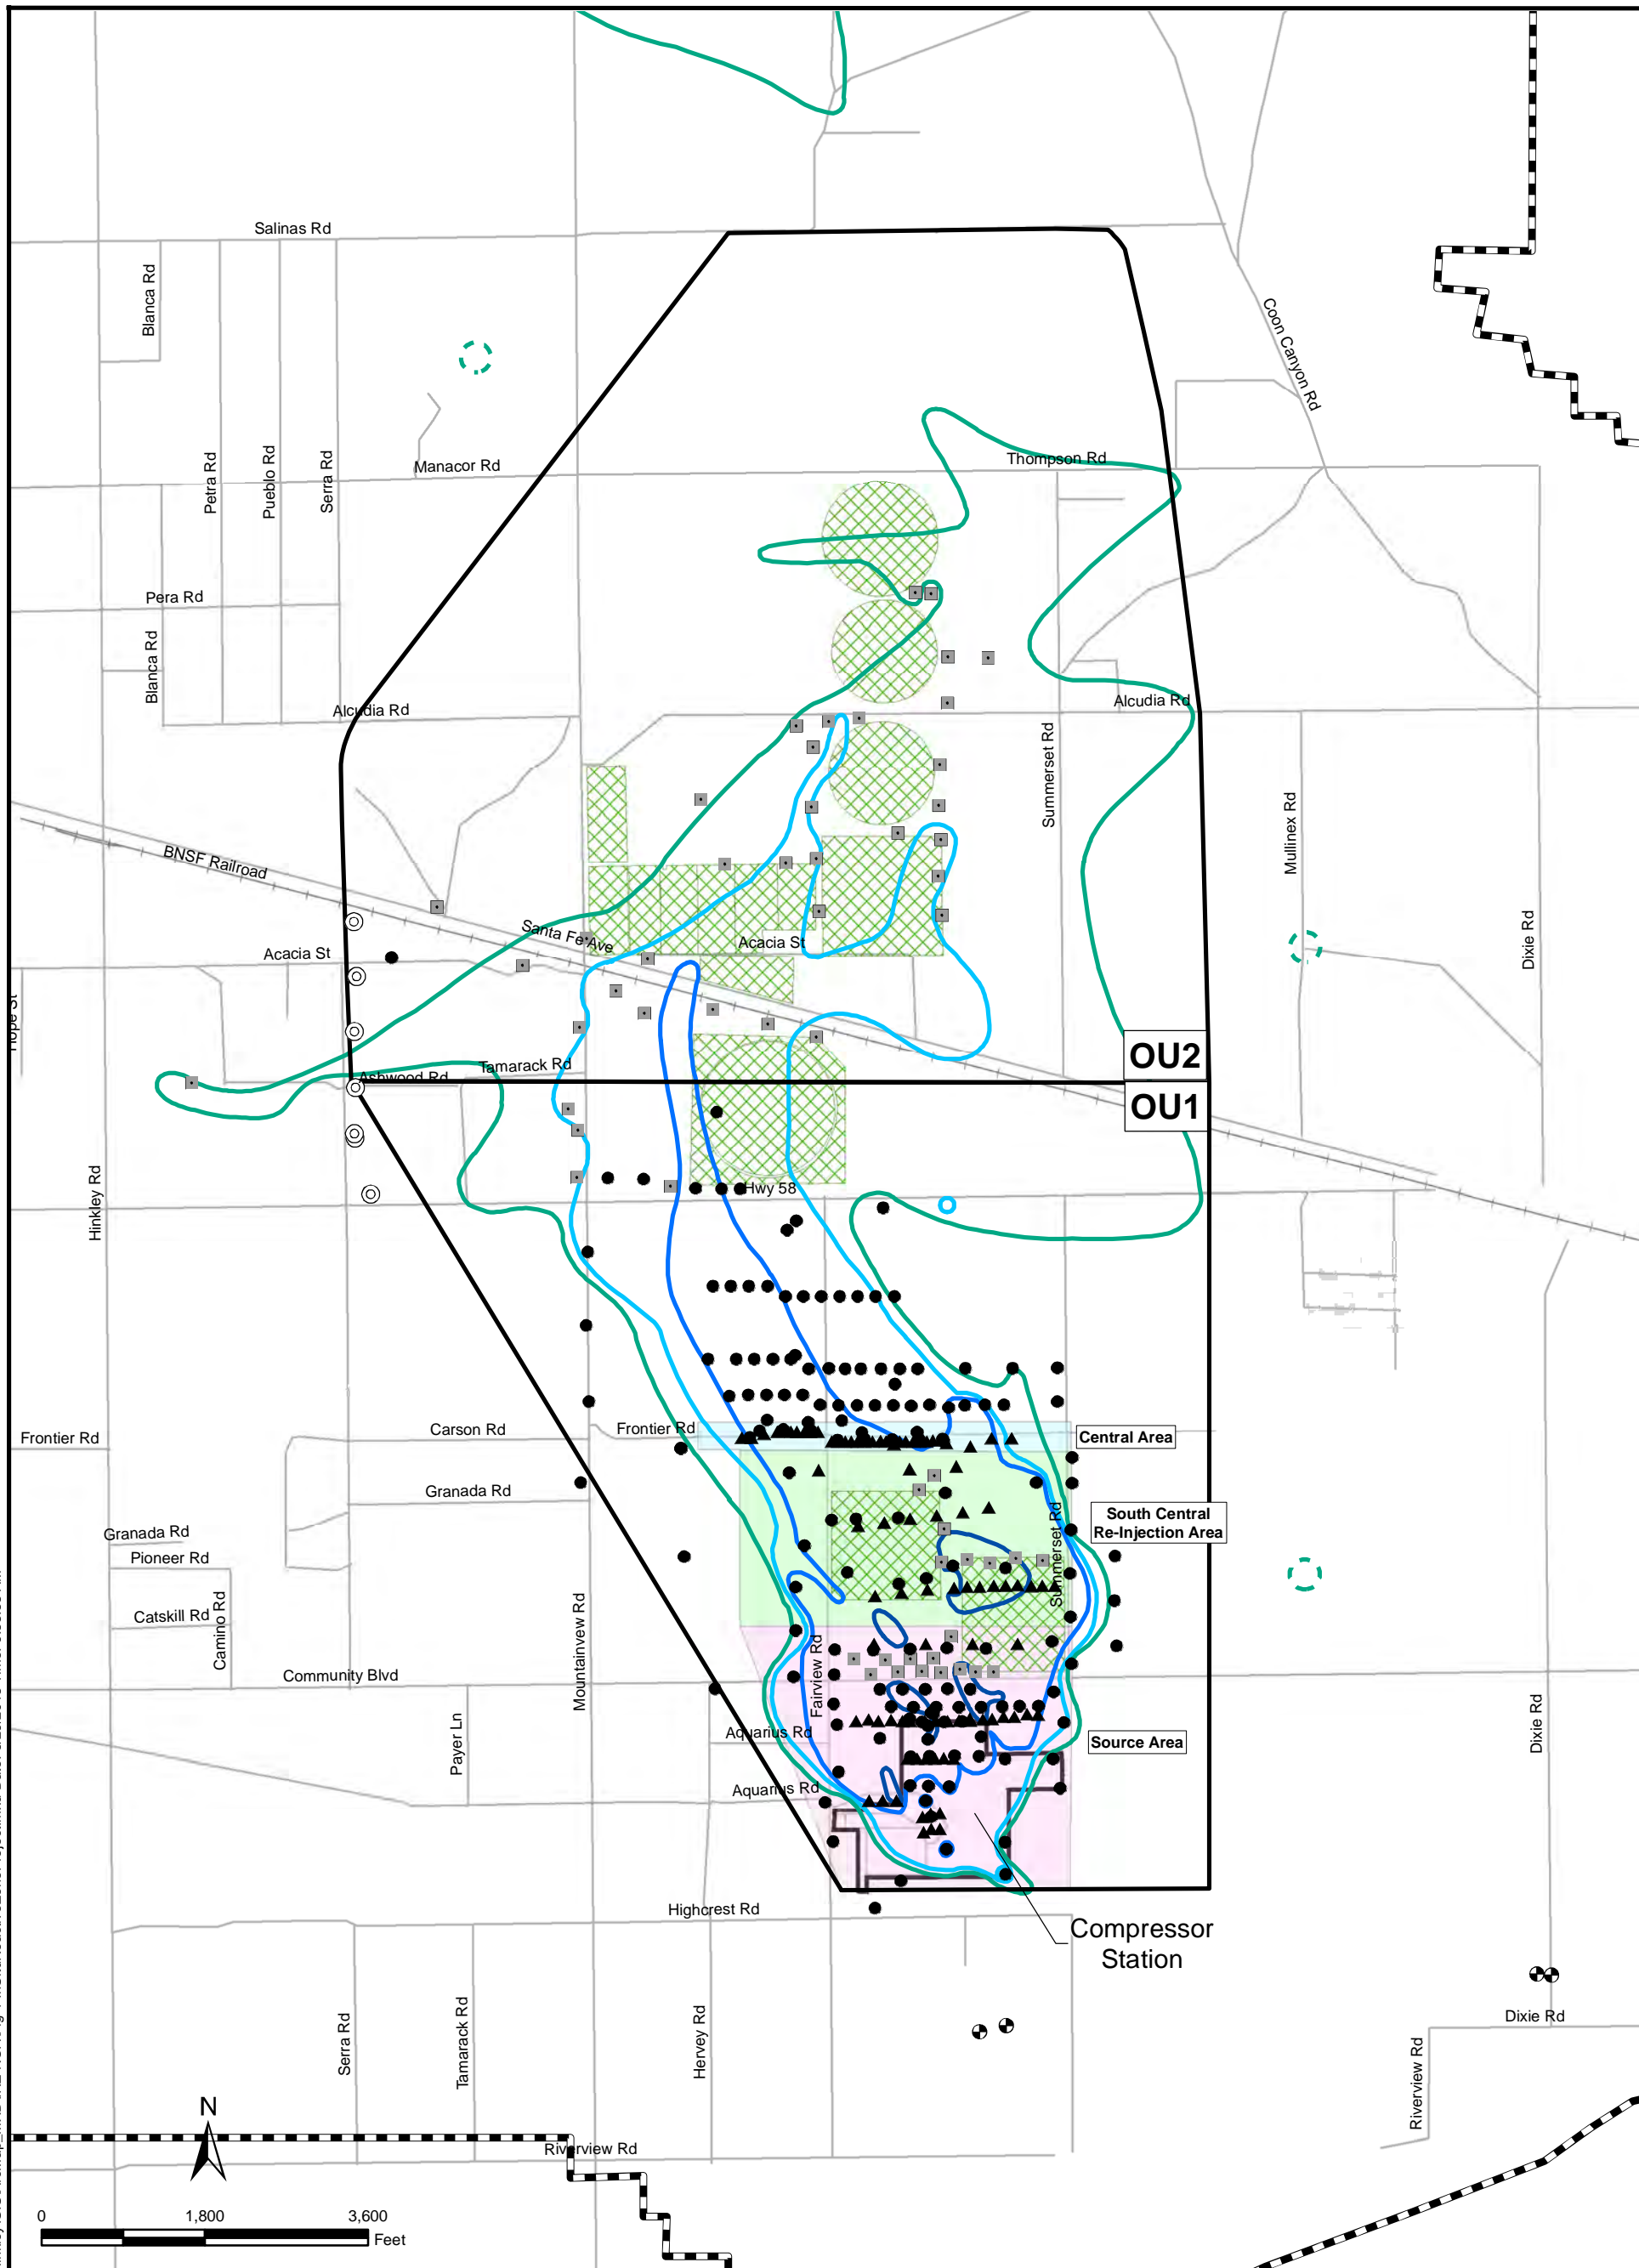 Salinas Rd
Blanca Rd
Coon Canyon Rd
Manacor Rd
Thompson Rd
Petra Rd
Pueblo Rd
Serra Rd
Pera Rd
Blanca Rd
Alcudia Rd
Alcudia Rd
Summerset Rd
Mullinex Rd
BNSF Railroad
Santa Fe Ave
Acacia St
Acacia St
Dixie Rd
Hope St
OU2
Tamarack Rd
Ashwood Rd
OU1
Hinkley Rd
Hwy 58
Frontier Rd
Carson Rd
Frontier Rd
Central Area
Granada Rd
South Central
Re-Injection Area
Granada Rd
Pioneer Rd
Summerset Rd
Catskill Rd
Camino Rd
Mountainvew Rd
Fairview Rd
Community Blvd
Payer Ln
Aquarius Rd
Source Area
Dixie Rd
Aquarius Rd
Highcrest Rd
Compressor
Station
Serra Rd
Tamarack Rd
Hervey Rd
Dixie Rd
Riverview Rd
N
Riverview Rd
0 1,800 3,600
Feet